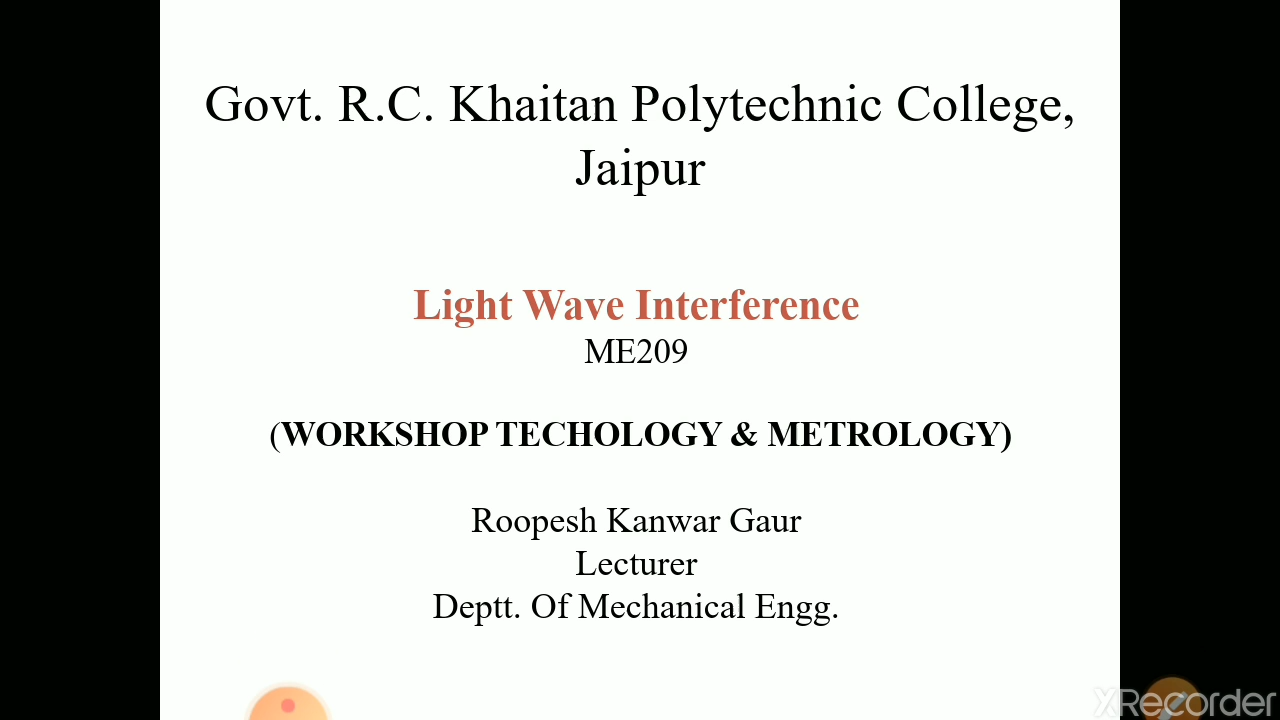 Govt. R.C. Khaitan Polytechnic College,
Jaipur
Light Wave Interference
ME209
(WORKSHOP TECHOLOGY & METROLOGY)
Roopesh Kanwar Gaur
Lecturer
Deptt. Of Mechanical Engg.
XRecorder